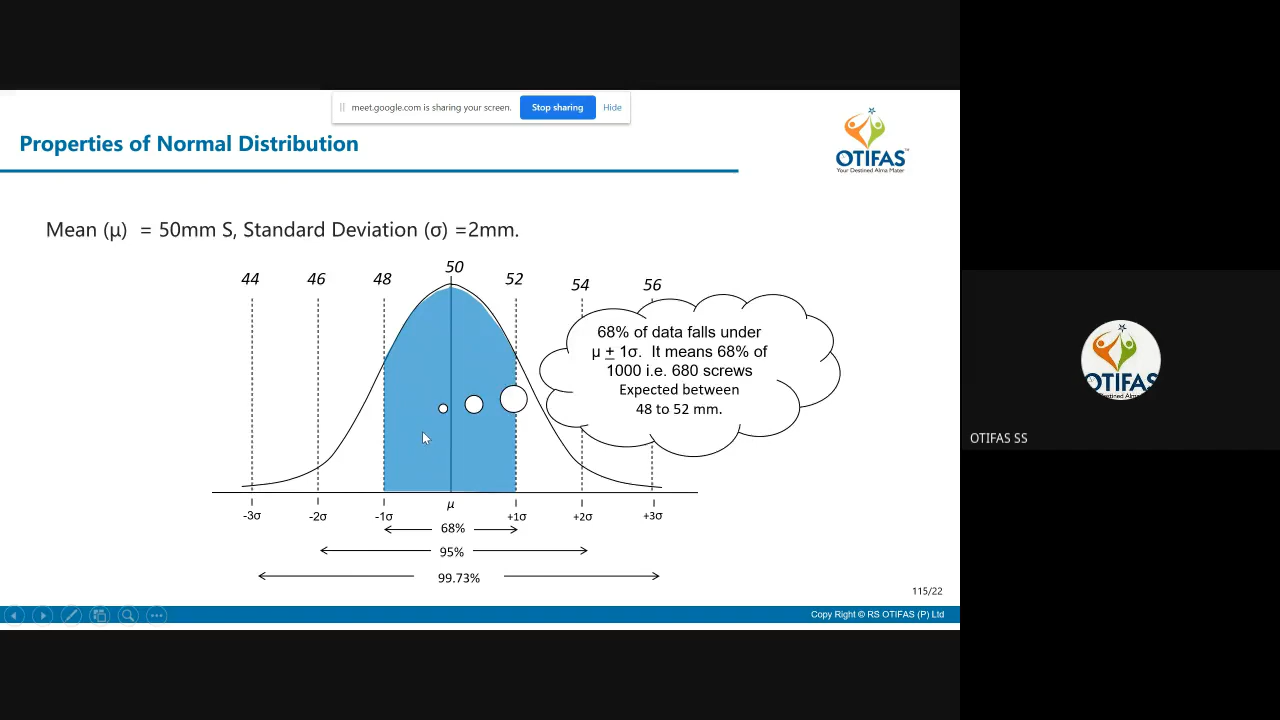 meet.google.com is sharing your screen. Stop sharing Hide
Properties of Normal Distribution
OTIFAS
Your Destined Alma Mater
Mean (μ) = 50mm S, Standard Deviation (σ) =2mm.
44 46 48 50 52 54 56
68% of data falls under
μ ± 1σ. It means 68% of
1000 i.e. 680 screws
Expected between
48 to 52 mm.
-3σ -2σ -1σ μ +1σ +2σ +3σ
68%
95%
99.73%
115/22
Copy Right © RS OTIFAS (P) Ltd
OTIFAS
OTIFAS SS